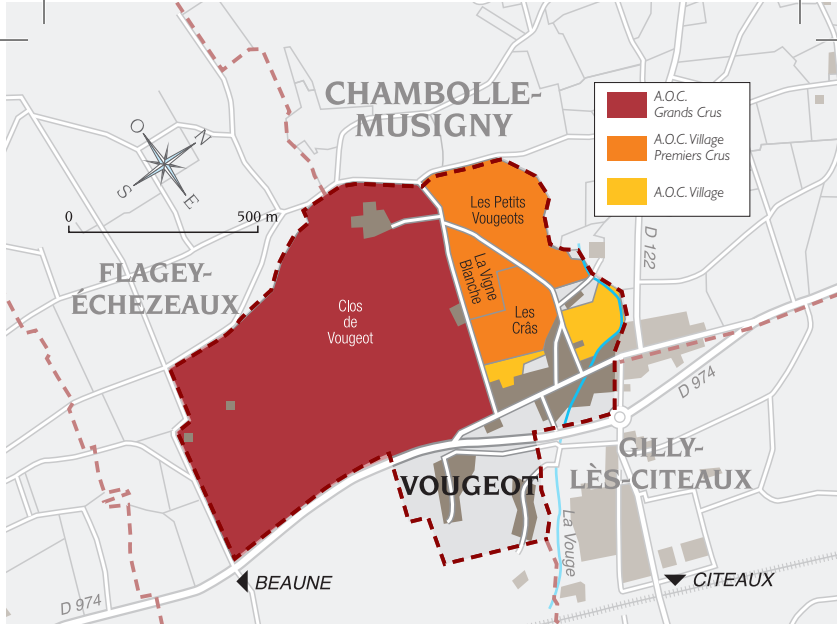 CHAMBOLLE-
MUSIGNY
A.O.C.
Grands Crus
A.O.C. Village
Premiers Crus
A.O.C. Village
O
N
S
E
0
500 m
Les Petits
Vougeots
D 122
La Vigne
Blanche
FLAGEY-
ÉCHEZEAUX
Clos
de
Vougeot
Les
Crâs
D 974
GILLY-
LÈS-CITEAUX
VOUGEOT
La Vouge
BEAUNE
CITEAUX
D 974